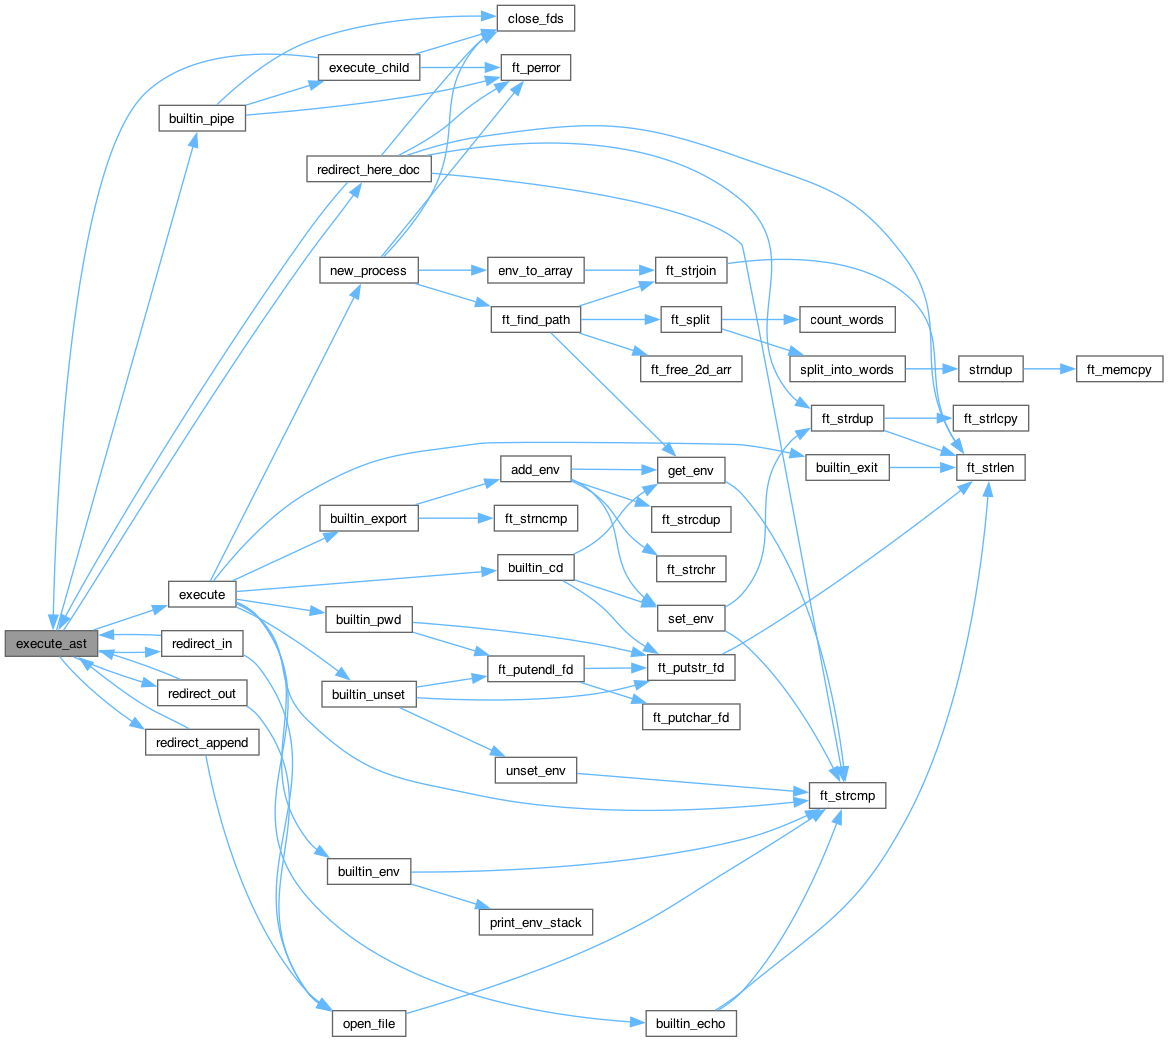 close_fds
execute_child
ft_perror
builtin_pipe
redirect_here_doc
new_process
env_to_array
ft_strjoin
ft_find_path
ft_split
count_words
ft_free_2d_arr
split_into_words
strndup
ft_memcpy
ft_strdup
ft_strlcpy
add_env
get_env
builtin_exit
ft_strlen
builtin_export
ft_strncmp
ft_strcdup
builtin_cd
ft_strchr
execute
builtin_pwd
set_env
execute_ast
redirect_in
ft_putendl_fd
ft_putstr_fd
redirect_out
builtin_unset
ft_putchar_fd
redirect_append
unset_env
ft_strcmp
builtin_env
print_env_stack
open_file
builtin_echo